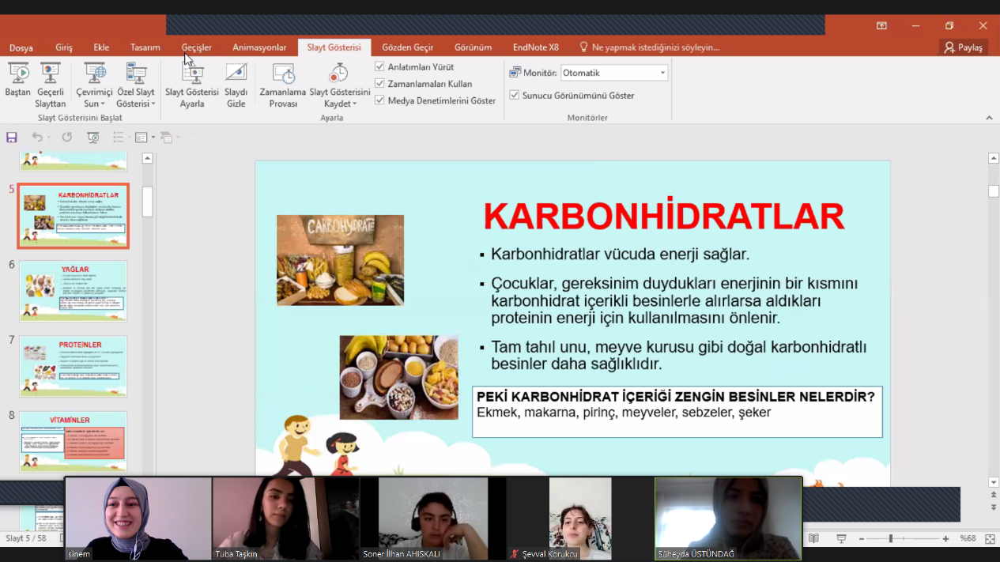 Dosya Giriş Ekle Tasarım Geçişler Animasyonlar Slayt Gösterisi Gözden Geçir Görünüm EndNote X8 Ne yapmak istediğinizi söyleyin... Paylaş
Baştan
Geçerli
Slayttan
Çevrimiçi
Sun
Özel Slayt
Gösterisi
Slayt Gösterisini Başlat
Slayt Gösterisi
Ayarla
Slaydı
Gizle
Zamanlama
Provası
Slayt Gösterisini
Kaydet
Anlatımları Yürüt
Zamanlamaları Kullan
Medya Denetimlerini Göster
Ayarla
Monitör: Otomatik
Sunucu Görünümünü Göster
Monitörler
5
KARBONHİDRATLAR
6
YAĞLAR
7
PROTEİNLER
8
VİTAMİNLER
CARBOHYDRATE
KARBONHİDRATLAR
▪ Karbonhidratlar vücuda enerji sağlar.
▪ Çocuklar, gereksinim duydukları enerjinin bir kısmını
karbonhidrat içerikli besinlerle alırlarsa aldıkları
proteinin enerji için kullanılmasını önlenir.
▪ Tam tahıl unu, meyve kurusu gibi doğal karbonhidratlı
besinler daha sağlıklıdır.
PEKİ KARBONHİDRAT İÇERİĞİ ZENGİN BESİNLER NELERDİR?
Ekmek, makarna, pirinç, meyveler, sebzeler, şeker
sinem
Tuba Taşkın
Soner İlhan AHISKALI
Şevval Korukcu
Süheyda ÜSTÜNDAĞ
Slayt 5 / 58
%68